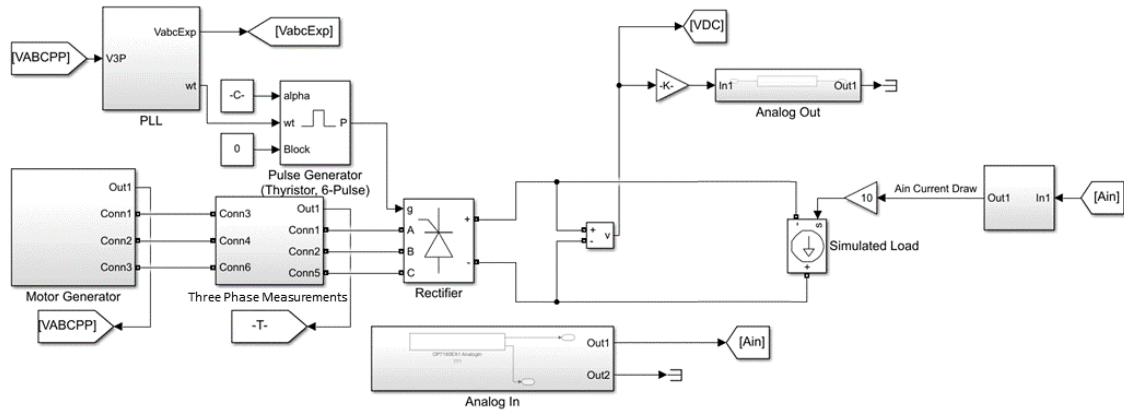 [VABCPP]
V3P
VabcExp
wt
PLL
[VabcExp]
-C-
0
alpha
wt
Block
P
Pulse Generator
(Thyristor, 6-Pulse)
[VDC]
-K-
In1
Out1
Analog Out
Out1
Conn1
Conn2
Conn3
Motor Generator
[VABCPP]
Conn3
Conn4
Conn6
Out1
Conn1
Conn2
Conn5
Three Phase Measurements
-T-
g
A
B
C
+
-
Rectifier
+
-
v
-
s
+
Simulated Load
10
Ain Current Draw
Out1
In1
[Ain]
Out1
Out2
Analog In
[Ain]